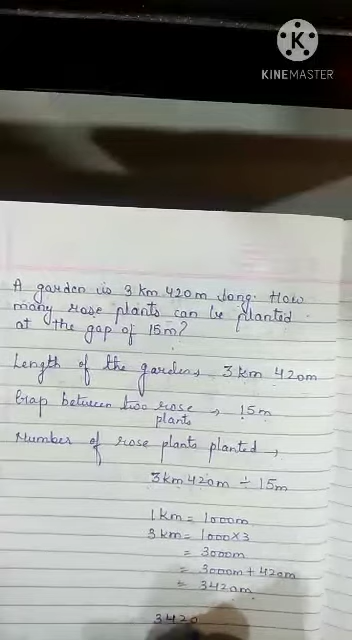 KINEMASTER
A garden is 3 km 420m long. How
many rose plants can be planted
at the gap of 15m?
Length of the garden → 3 km 420m
Gap between two rose plants → 15m
Number of rose plants planted →
3km 420m ÷ 15m
1 km = 1000m
3 km = 1000×3
= 3000m
= 3000m + 420m
= 3420m.
3420